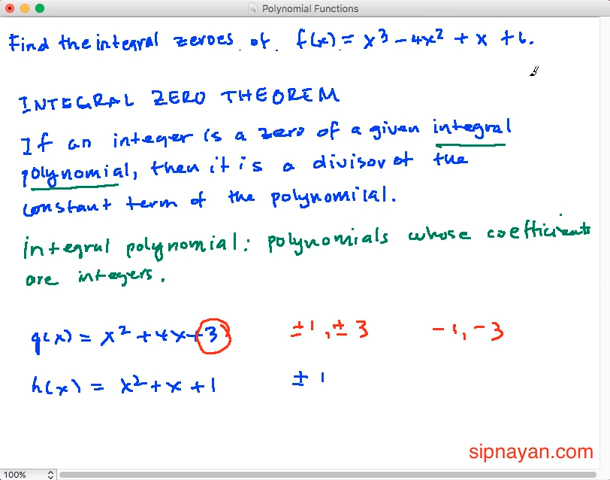 Polynomial Functions
Find the integral zeroes of f(x) = x³ - 4x² + x + 6.
INTEGRAL ZERO THEOREM
If an integer is a zero of a given integral
polynomial, then it is a divisor of the
constant term of the polynomilal.
integral polynomial: polynomials whose coefficients
are integers.
g(x) = x² + 4x + 3 ±1, ±3 -1, -3
h(x) = x² + x + 1 ±1
sipnayan.com
100%